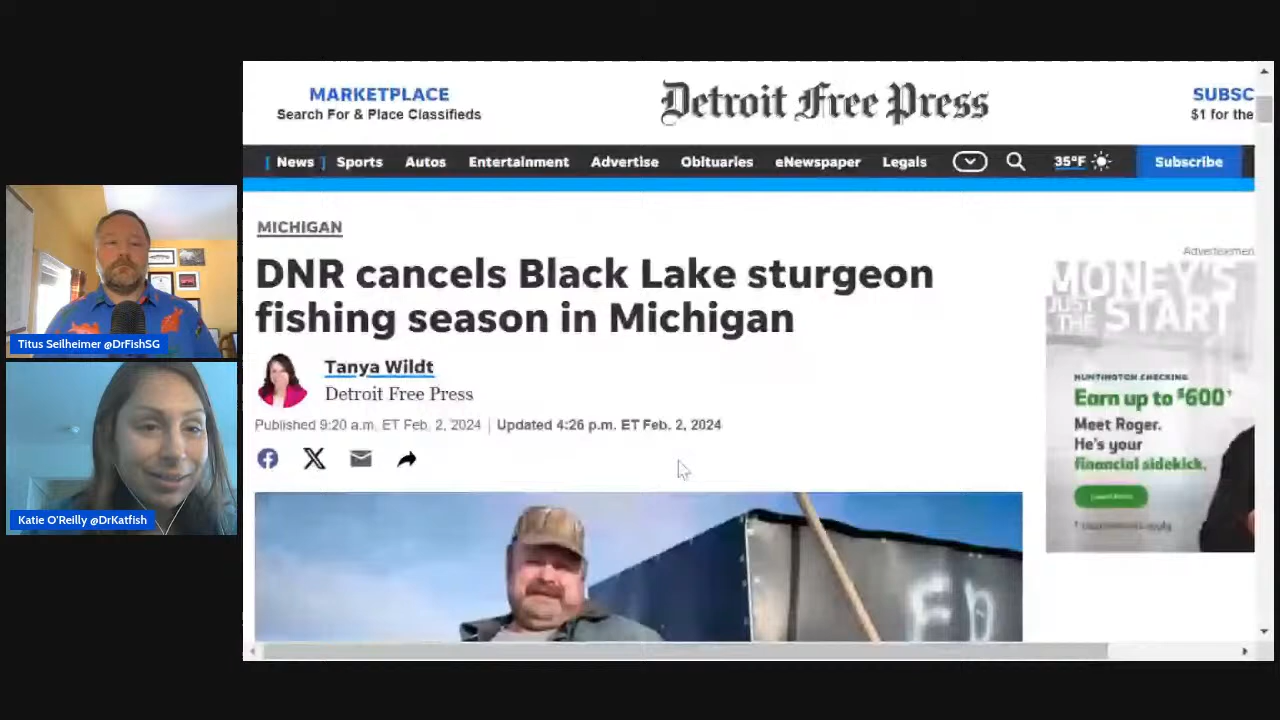 MARKETPLACE
Search For & Place Classifieds
Detroit Free Press
SUBSC
$1 for the
News
Sports
Autos
Entertainment
Advertise
Obituaries
eNewspaper
Legals
35°F
Subscribe
MICHIGAN
DNR cancels Black Lake sturgeon
fishing season in Michigan
Tanya Wildt
Detroit Free Press
Published 9:20 a.m. ET Feb. 2, 2024 | Updated 4:26 p.m. ET Feb. 2, 2024
Advertisemen
MONEY'S
JUST
THE START
HUNTINGTON CHECKING
Earn up to $600*
Meet Roger.
He's your
financial sidekick.
Titus Seilheimer @DrFishSG
Katie O'Reilly @DrKatfish